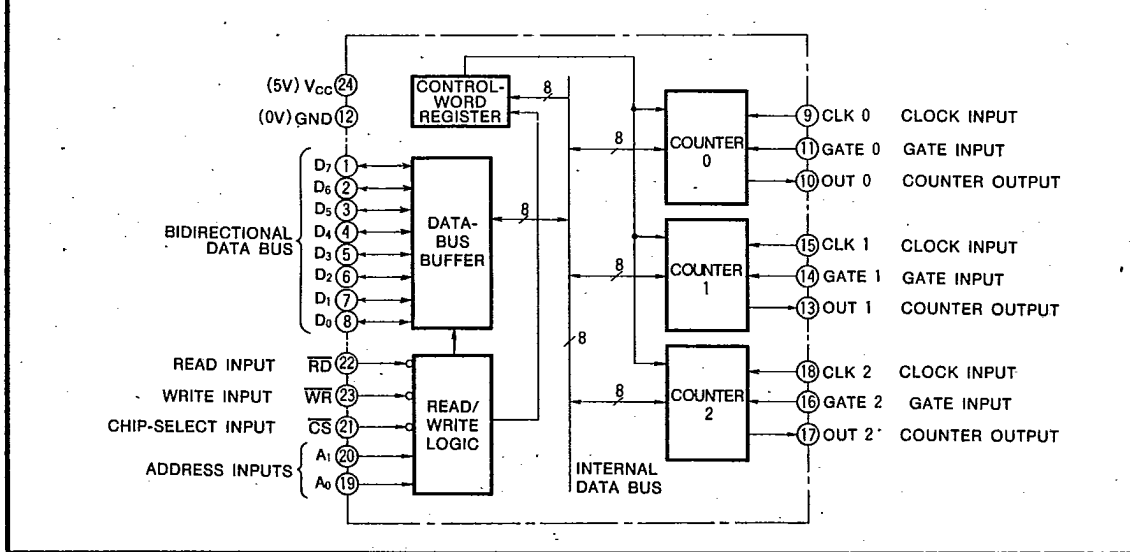 (5V) VCC 24
(0V) GND 12
BIDIRECTIONAL
DATA BUS
D7 1
D6 2
D5 3
D4 4
D3 5
D2 6
D1 7
D0 8
READ INPUT R̅D̅ 22
WRITE INPUT W̅R̅ 23
CHIP-SELECT INPUT C̅S̅ 21
ADDRESS INPUTS
A1 20
A0 19
CONTROL-
WORD
REGISTER
8
DATA-
BUS
BUFFER
8
READ/
WRITE
LOGIC
8
INTERNAL
DATA BUS
8
COUNTER
0
8
COUNTER
1
8
COUNTER
2
9 CLK 0 CLOCK INPUT
11 GATE 0 GATE INPUT
10 OUT 0 COUNTER OUTPUT
15 CLK 1 CLOCK INPUT
14 GATE 1 GATE INPUT
13 OUT 1 COUNTER OUTPUT
18 CLK 2 CLOCK INPUT
16 GATE 2 GATE INPUT
17 OUT 2 COUNTER OUTPUT